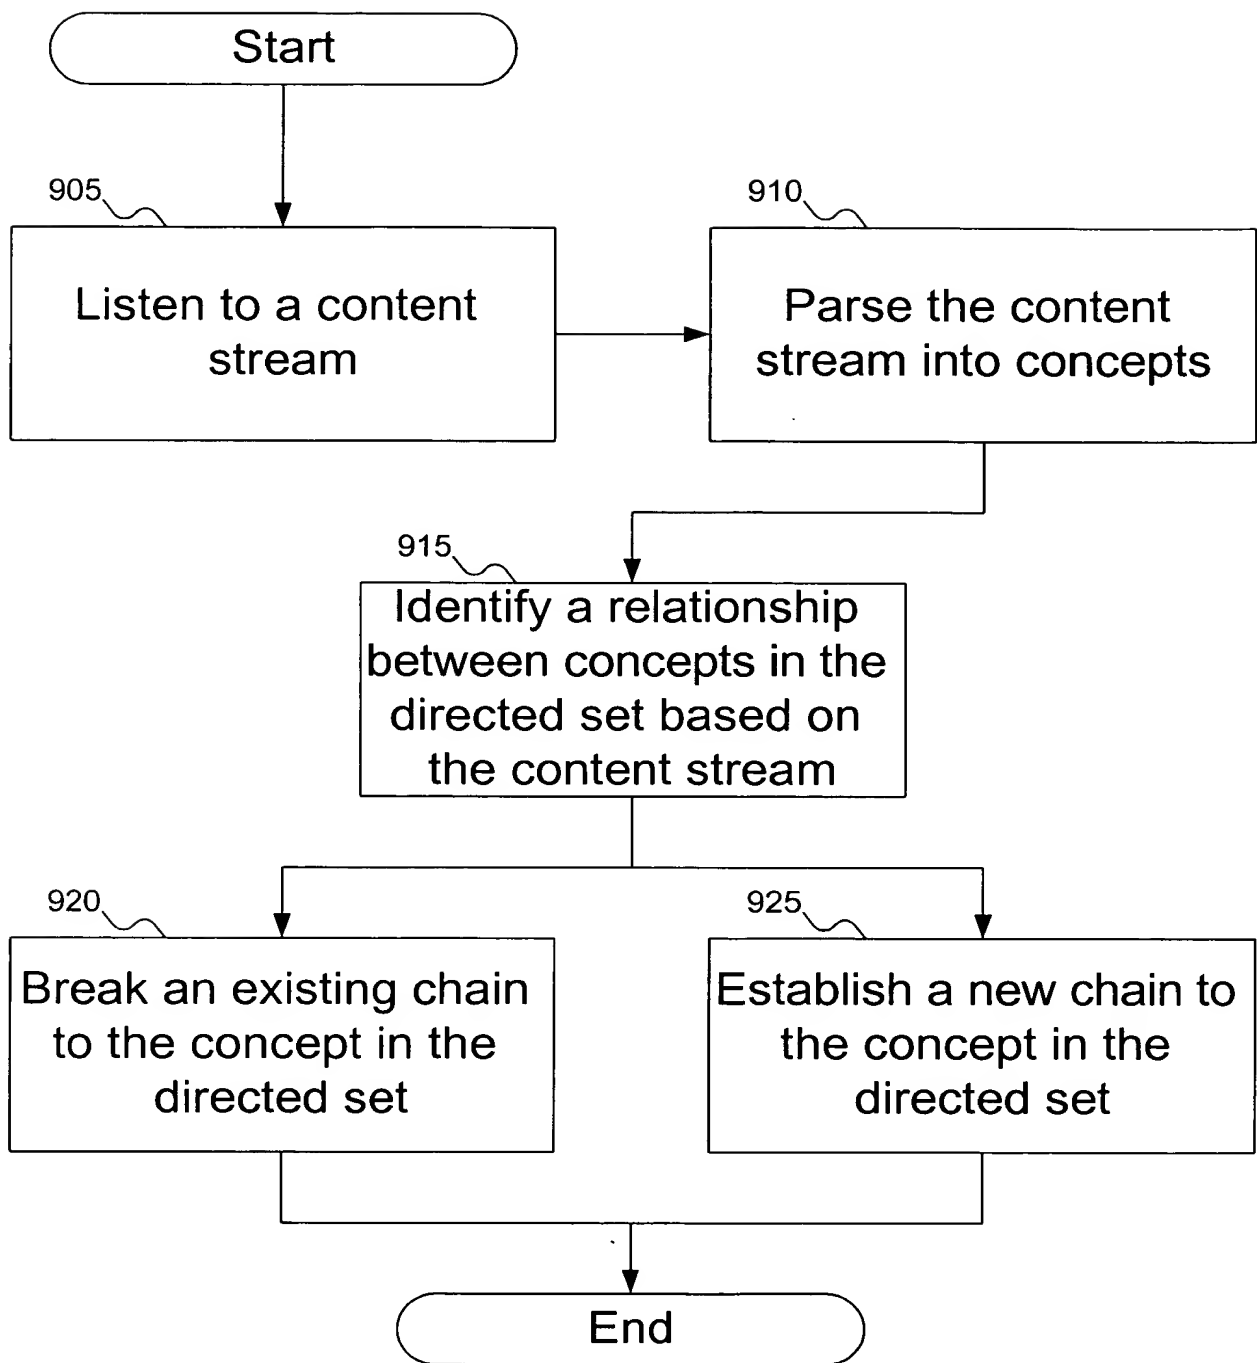 Start
905
Listen to a content
stream
910
Parse the content
stream into concepts
915
Identify a relationship
between concepts in the
directed set based on
the content stream
920
Break an existing chain
to the concept in the
directed set
925
Establish a new chain to
the concept in the
directed set
End